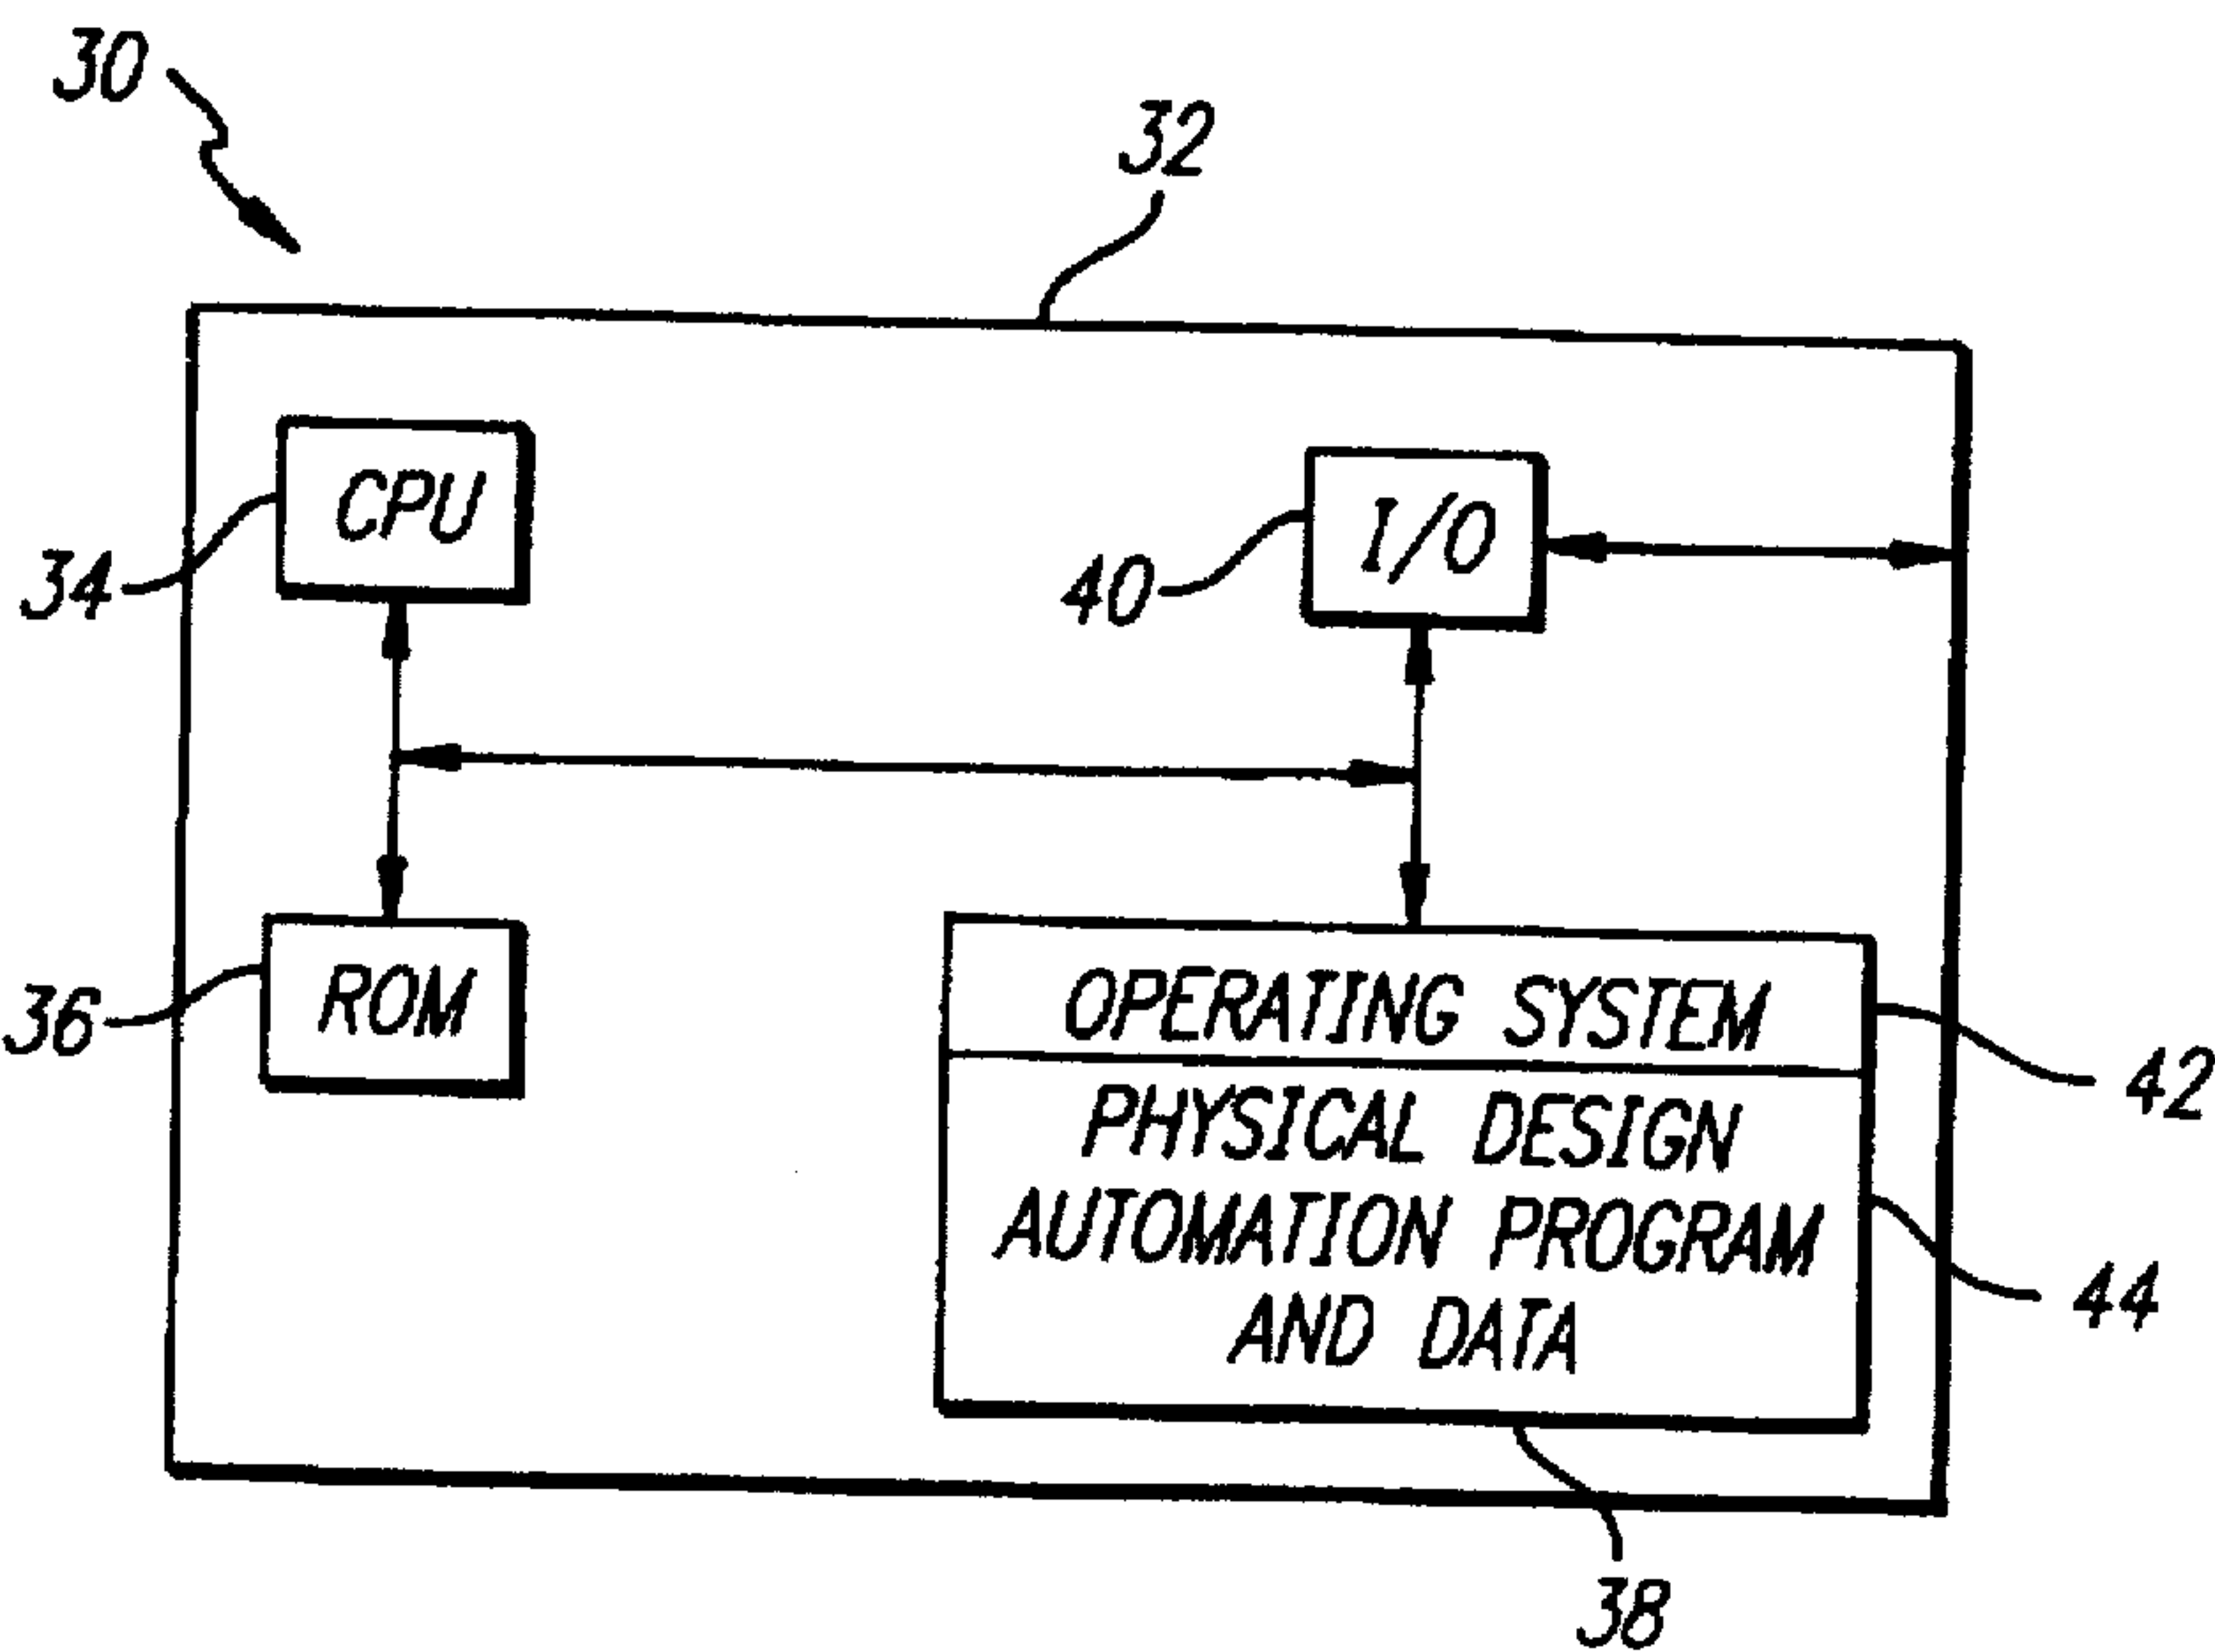 30
32
CPU
I/O
34
40
ROM
36
OPERATING SYSTEM
42
PHYSICAL DESIGN
AUTOMATION PROGRAM
AND DATA
44
38